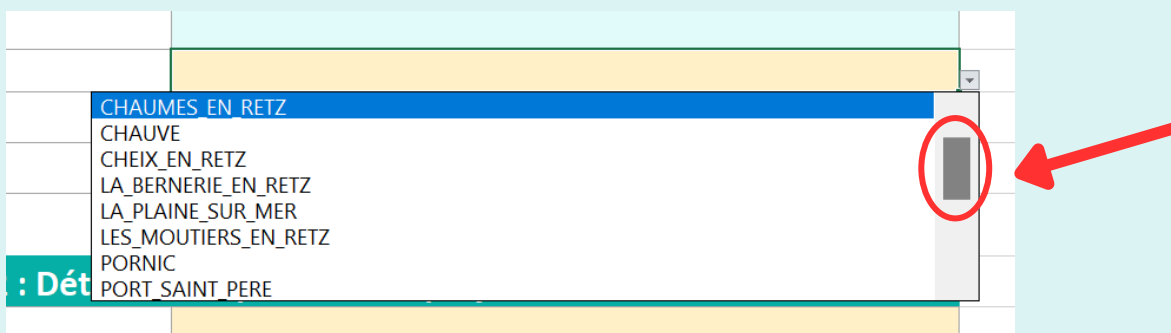 CHAUMES_EN_RETZ
CHAUVE
CHEIX_EN_RETZ
LA_BERNERIE_EN_RETZ
LA_PLAINE_SUR_MER
LES_MOUTIERS_EN_RETZ
PORNIC
: Dét
PORT_SAINT_PERE